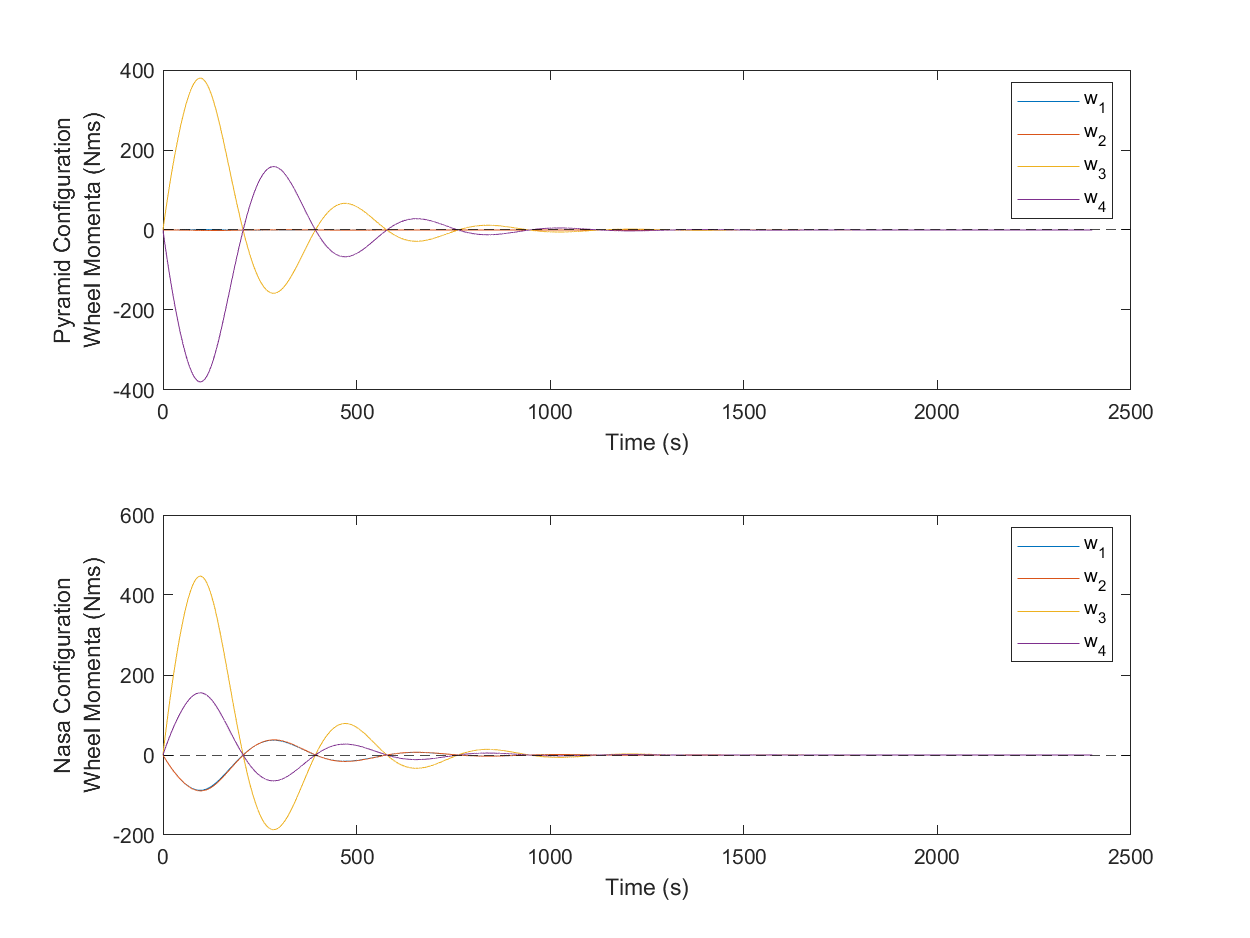 Pyramid Configuration
Wheel Momenta (Nms)
400
200
0
-200
-400
0 500 1000 1500 2000 2500
Time (s)
w1
w2
w3
w4
Nasa Configuration
Wheel Momenta (Nms)
600
400
200
0
-200
0 500 1000 1500 2000 2500
Time (s)
w1
w2
w3
w4